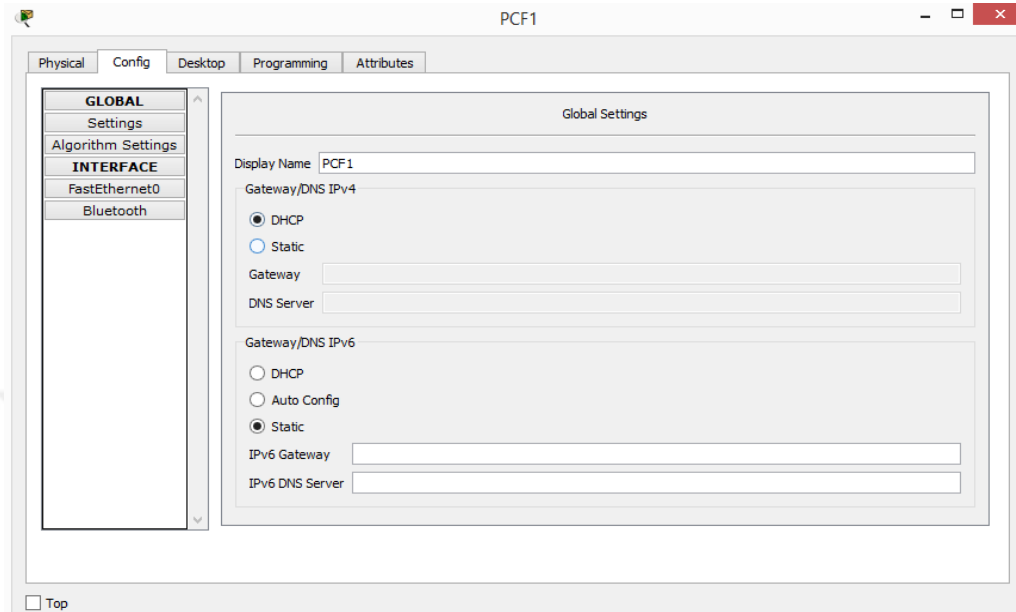 PCF1
Physical Config Desktop Programming Attributes
GLOBAL
Settings
Algorithm Settings
INTERFACE
FastEthernet0
Bluetooth
Global Settings
Display Name PCF1
Gateway/DNS IPv4
DHCP
Static
Gateway
DNS Server
Gateway/DNS IPv6
DHCP
Auto Config
Static
IPv6 Gateway
IPv6 DNS Server
Top